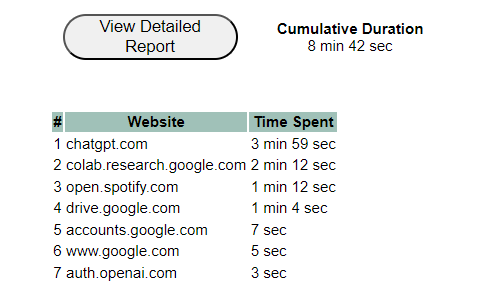 View Detailed
Report
Cumulative Duration
8 min 42 sec
# Website Time Spent
1 chatgpt.com 3 min 59 sec
2 colab.research.google.com 2 min 12 sec
3 open.spotify.com 1 min 12 sec
4 drive.google.com 1 min 4 sec
5 accounts.google.com 7 sec
6 www.google.com 5 sec
7 auth.openai.com 3 sec